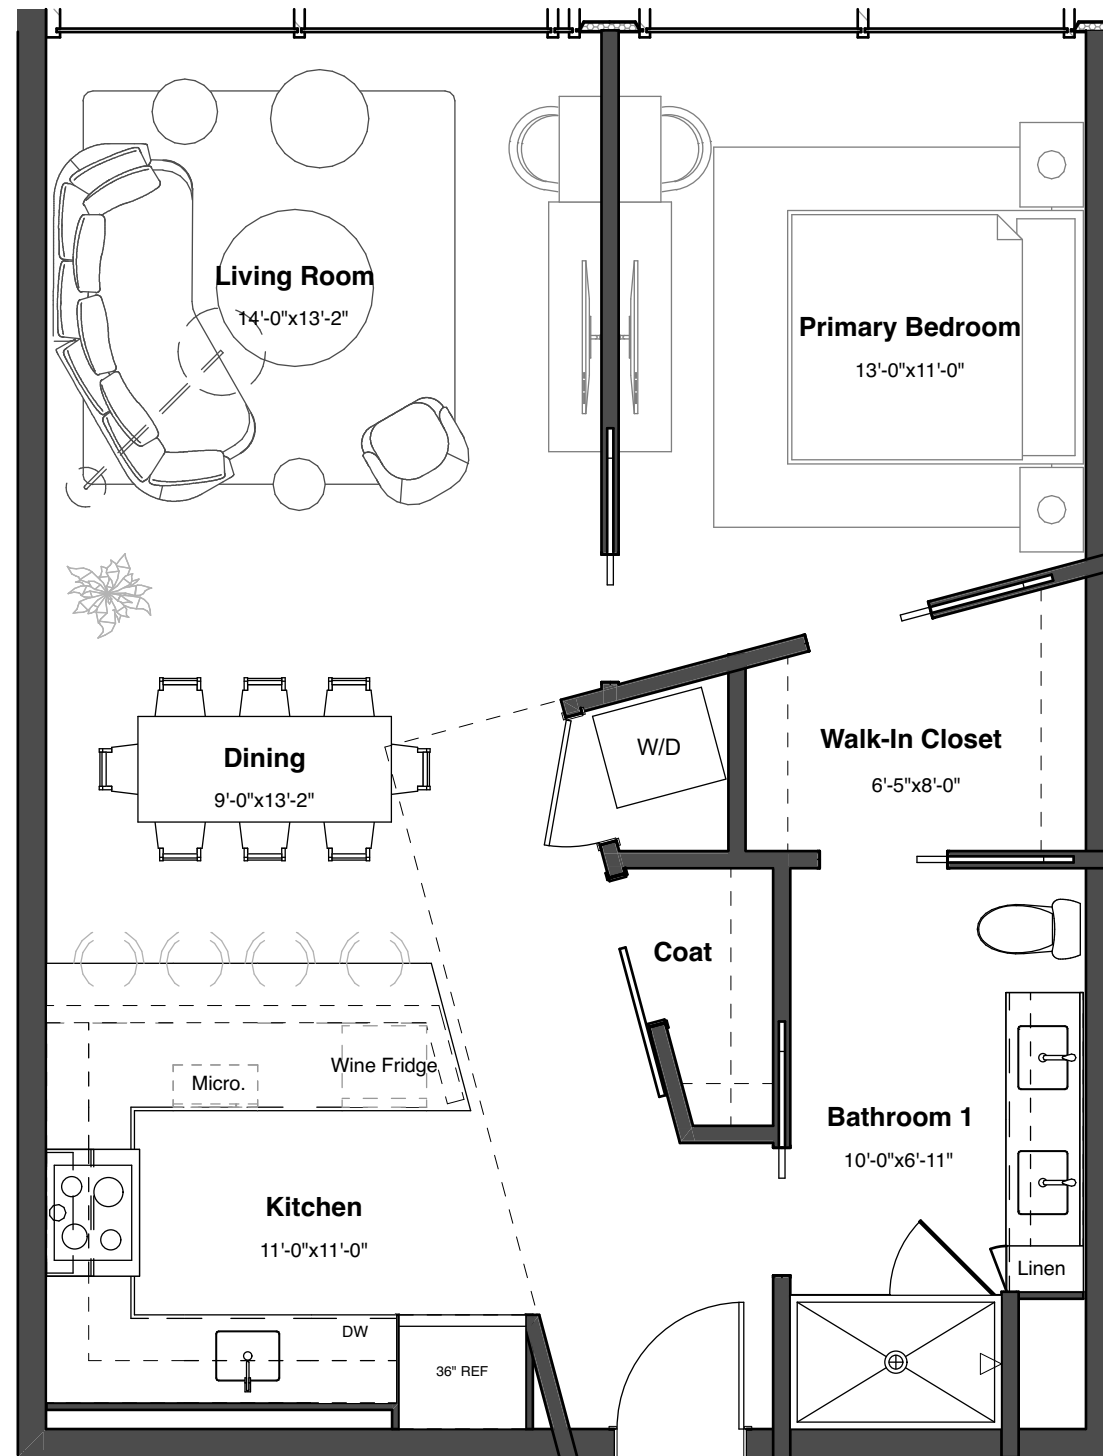 Living Room
14'-0"x13'-2"
Primary Bedroom
13'-0"x11'-0"
W/D
Walk-In Closet
6'-5"x8'-0"
Dining
9'-0"x13'-2"
Coat
Wine Fridge
Micro.
Bathroom 1
10'-0"x6'-11"
Kitchen
11'-0"x11'-0"
Linen
DW
36" REF